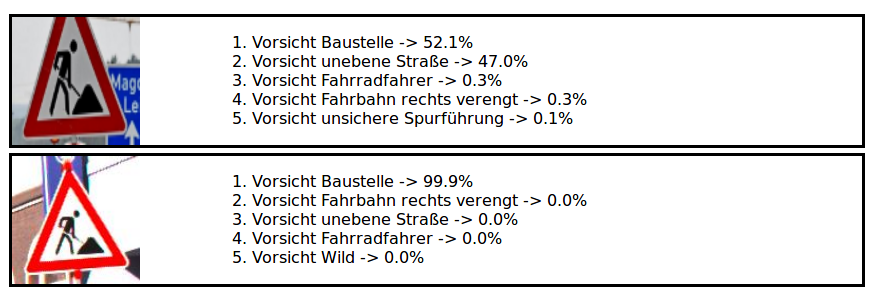 Mago
Le
1. Vorsicht Baustelle -> 52.1%
2. Vorsicht unebene Straße -> 47.0%
3. Vorsicht Fahrradfahrer -> 0.3%
4. Vorsicht Fahrbahn rechts verengt -> 0.3%
5. Vorsicht unsichere Spurführung -> 0.1%
1. Vorsicht Baustelle -> 99.9%
2. Vorsicht Fahrbahn rechts verengt -> 0.0%
3. Vorsicht unebene Straße -> 0.0%
4. Vorsicht Fahrradfahrer -> 0.0%
5. Vorsicht Wild -> 0.0%